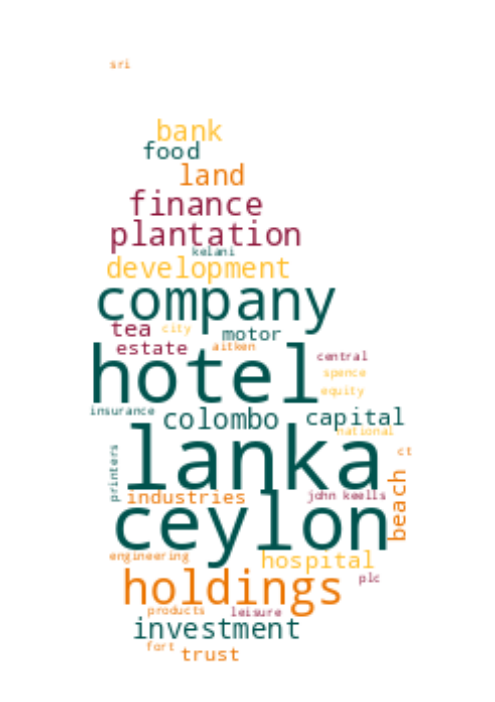 sri
bank
food
land
finance
plantation
kelani
development
company
tea city motor
estate aitken
hotel central
spence
equity
insurance colombo capital
national
lanka ct
printers
beach
industries john keells
ceylon
engineering hospital
holdings plc
products leisure
investment
fort trust